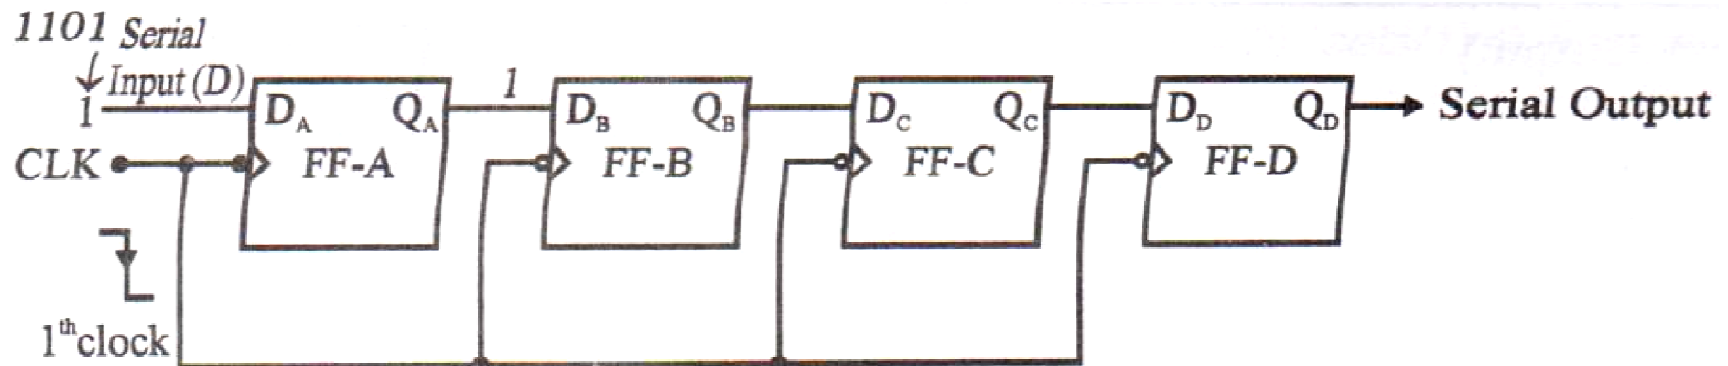 1101 Serial
Input (D)
1
1
D_A Q_A
D_B Q_B
D_C Q_C
D_D Q_D
Serial Output
CLK
FF-A
FF-B
FF-C
FF-D
1th clock